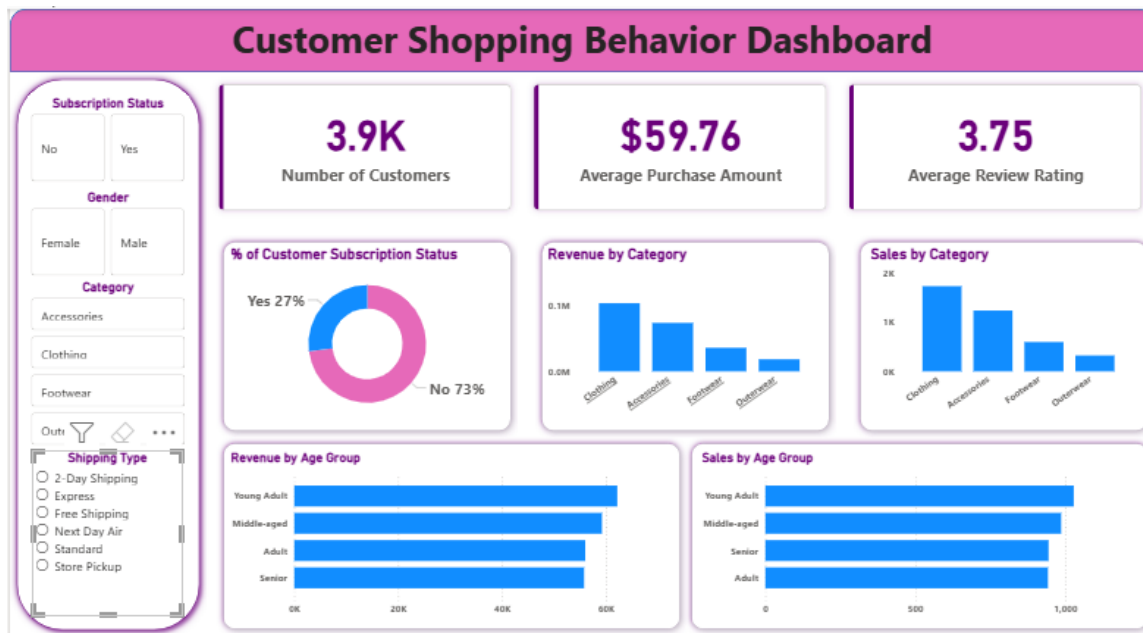 Customer Shopping Behavior Dashboard
Subscription Status
No Yes
Gender
Female Male
Category
Accessories
Clothing
Footwear
Shipping Type
2-Day Shipping
Express
Free Shipping
Next Day Air
Standard
Store Pickup
3.9K
Number of Customers
$59.76
Average Purchase Amount
3.75
Average Review Rating
% of Customer Subscription Status
Yes 27%
No 73%
Revenue by Category
0.1M
0.0M
Clothing
Accessories
Footwear
Outerwear
Sales by Category
2K
1K
0K
Clothing
Accessories
Footwear
Outerwear
Revenue by Age Group
Young Adult
Middle-aged
Adult
Senior
0K 20K 40K 60K
Sales by Age Group
Young Adult
Middle-aged
Senior
Adult
0 500 1,000